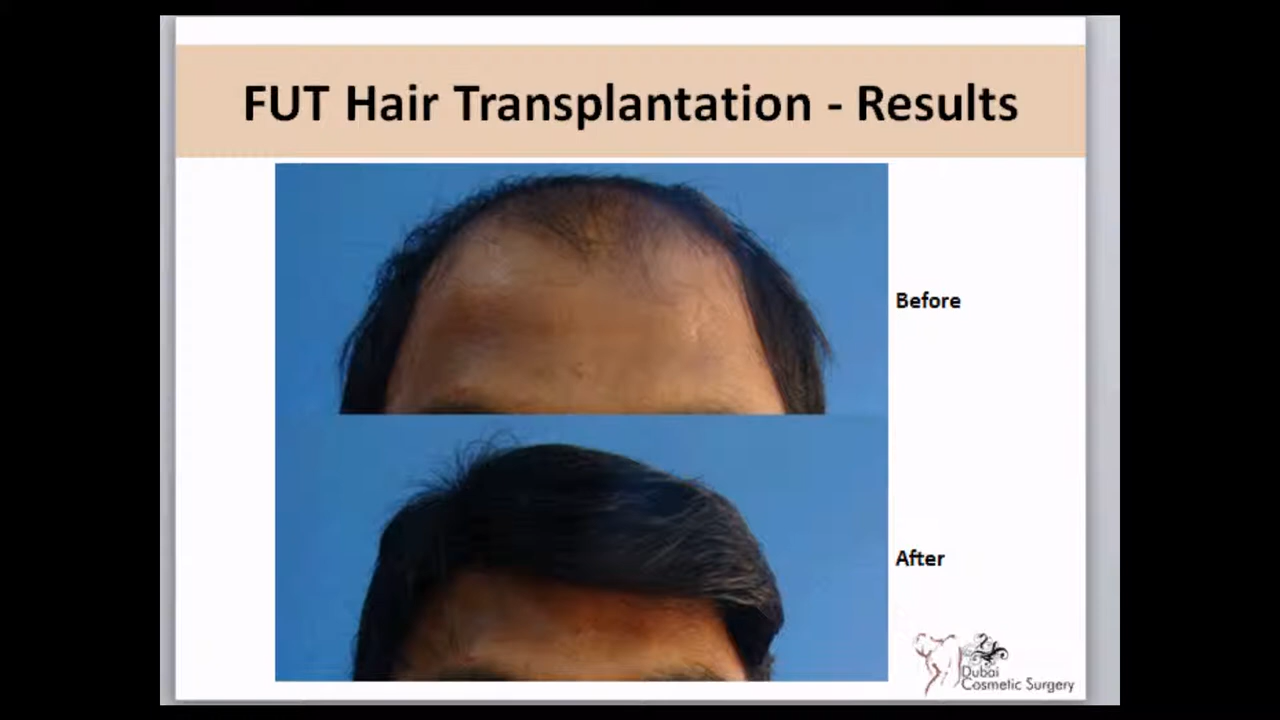 FUT Hair Transplantation - Results
Before
After
Dubai
Cosmetic Surgery